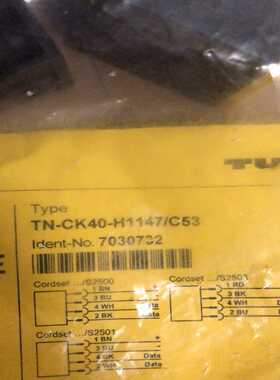 TU
Type
TN-CK40-H1147/C53
Ident-No. 7030732
E
Cordset .../S2500
1 BN +
3 BU -
4 WH Data
2 BK Data
Cordset .../S2503
1 RD
3 BK
4 WH
2 BU
Cordset .../S2501
1 BN +
3 BU -
4 BK Data
2 WH Data